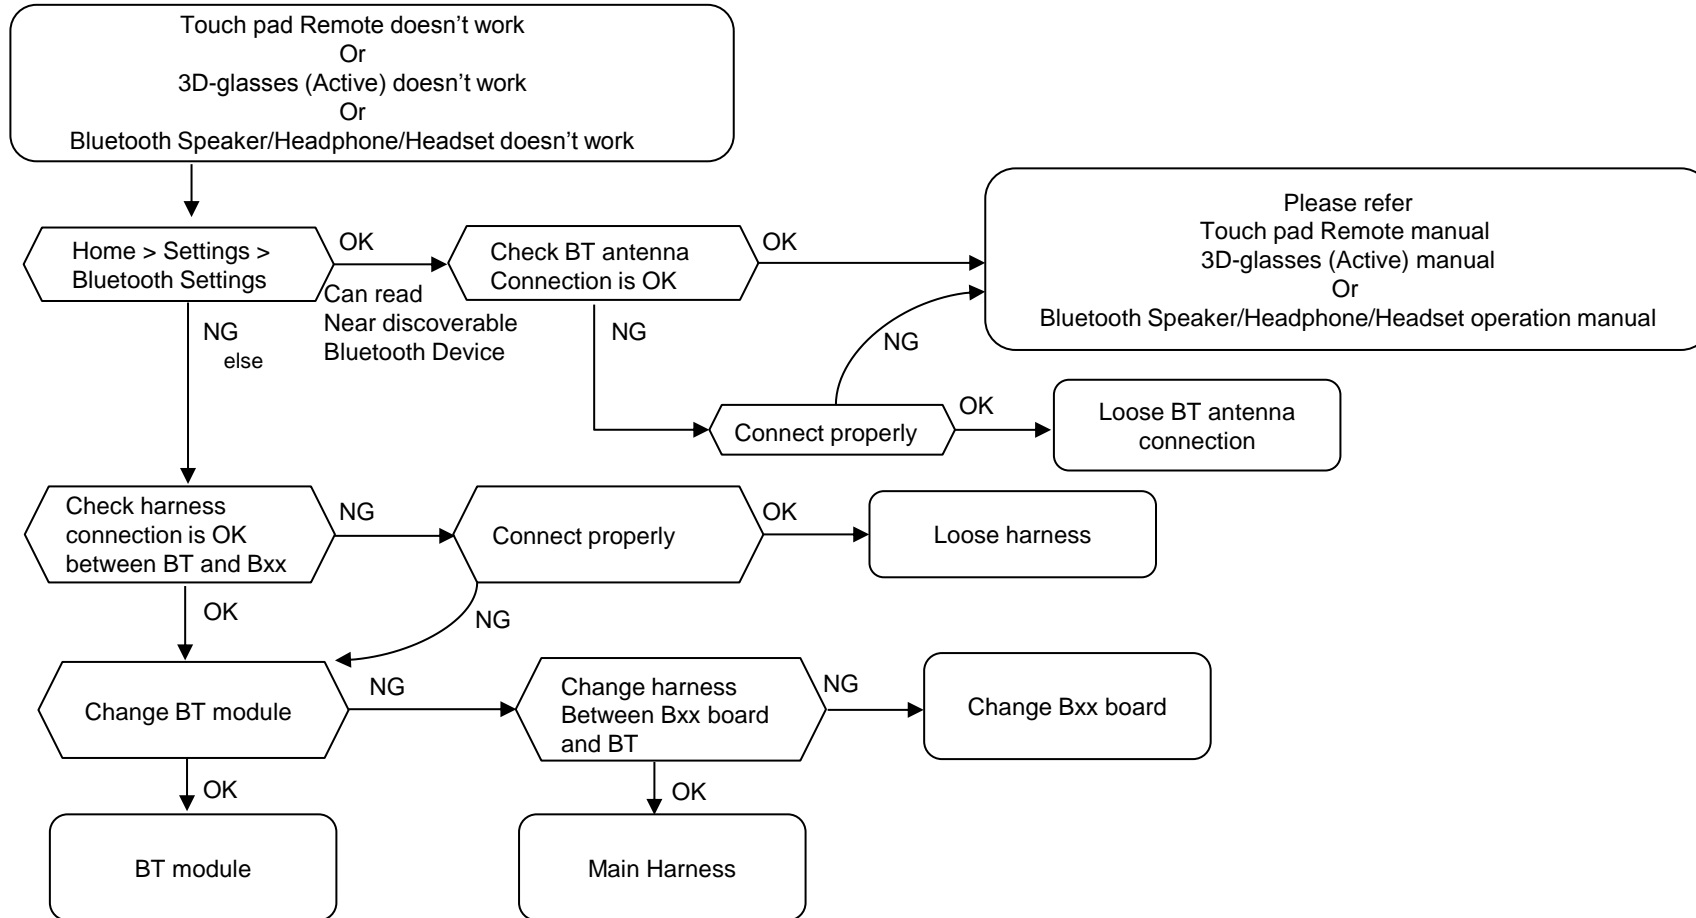 Touch pad Remote doesn’t work
Or
3D-glasses (Active) doesn’t work
Or
Bluetooth Speaker/Headphone/Headset doesn’t work
Home > Settings >
Bluetooth Settings
OK
Can read
Near discoverable
Bluetooth Device
NG
else
Check BT antenna
Connection is OK
OK
NG
Please refer
Touch pad Remote manual
3D-glasses (Active) manual
Or
Bluetooth Speaker/Headphone/Headset operation manual
NG
Connect properly
OK
Loose BT antenna
connection
Check harness
connection is OK
between BT and Bxx
NG
OK
Connect properly
OK
NG
Loose harness
Change BT module
NG
OK
Change harness
Between Bxx board
and BT
NG
OK
Change Bxx board
BT module
Main Harness